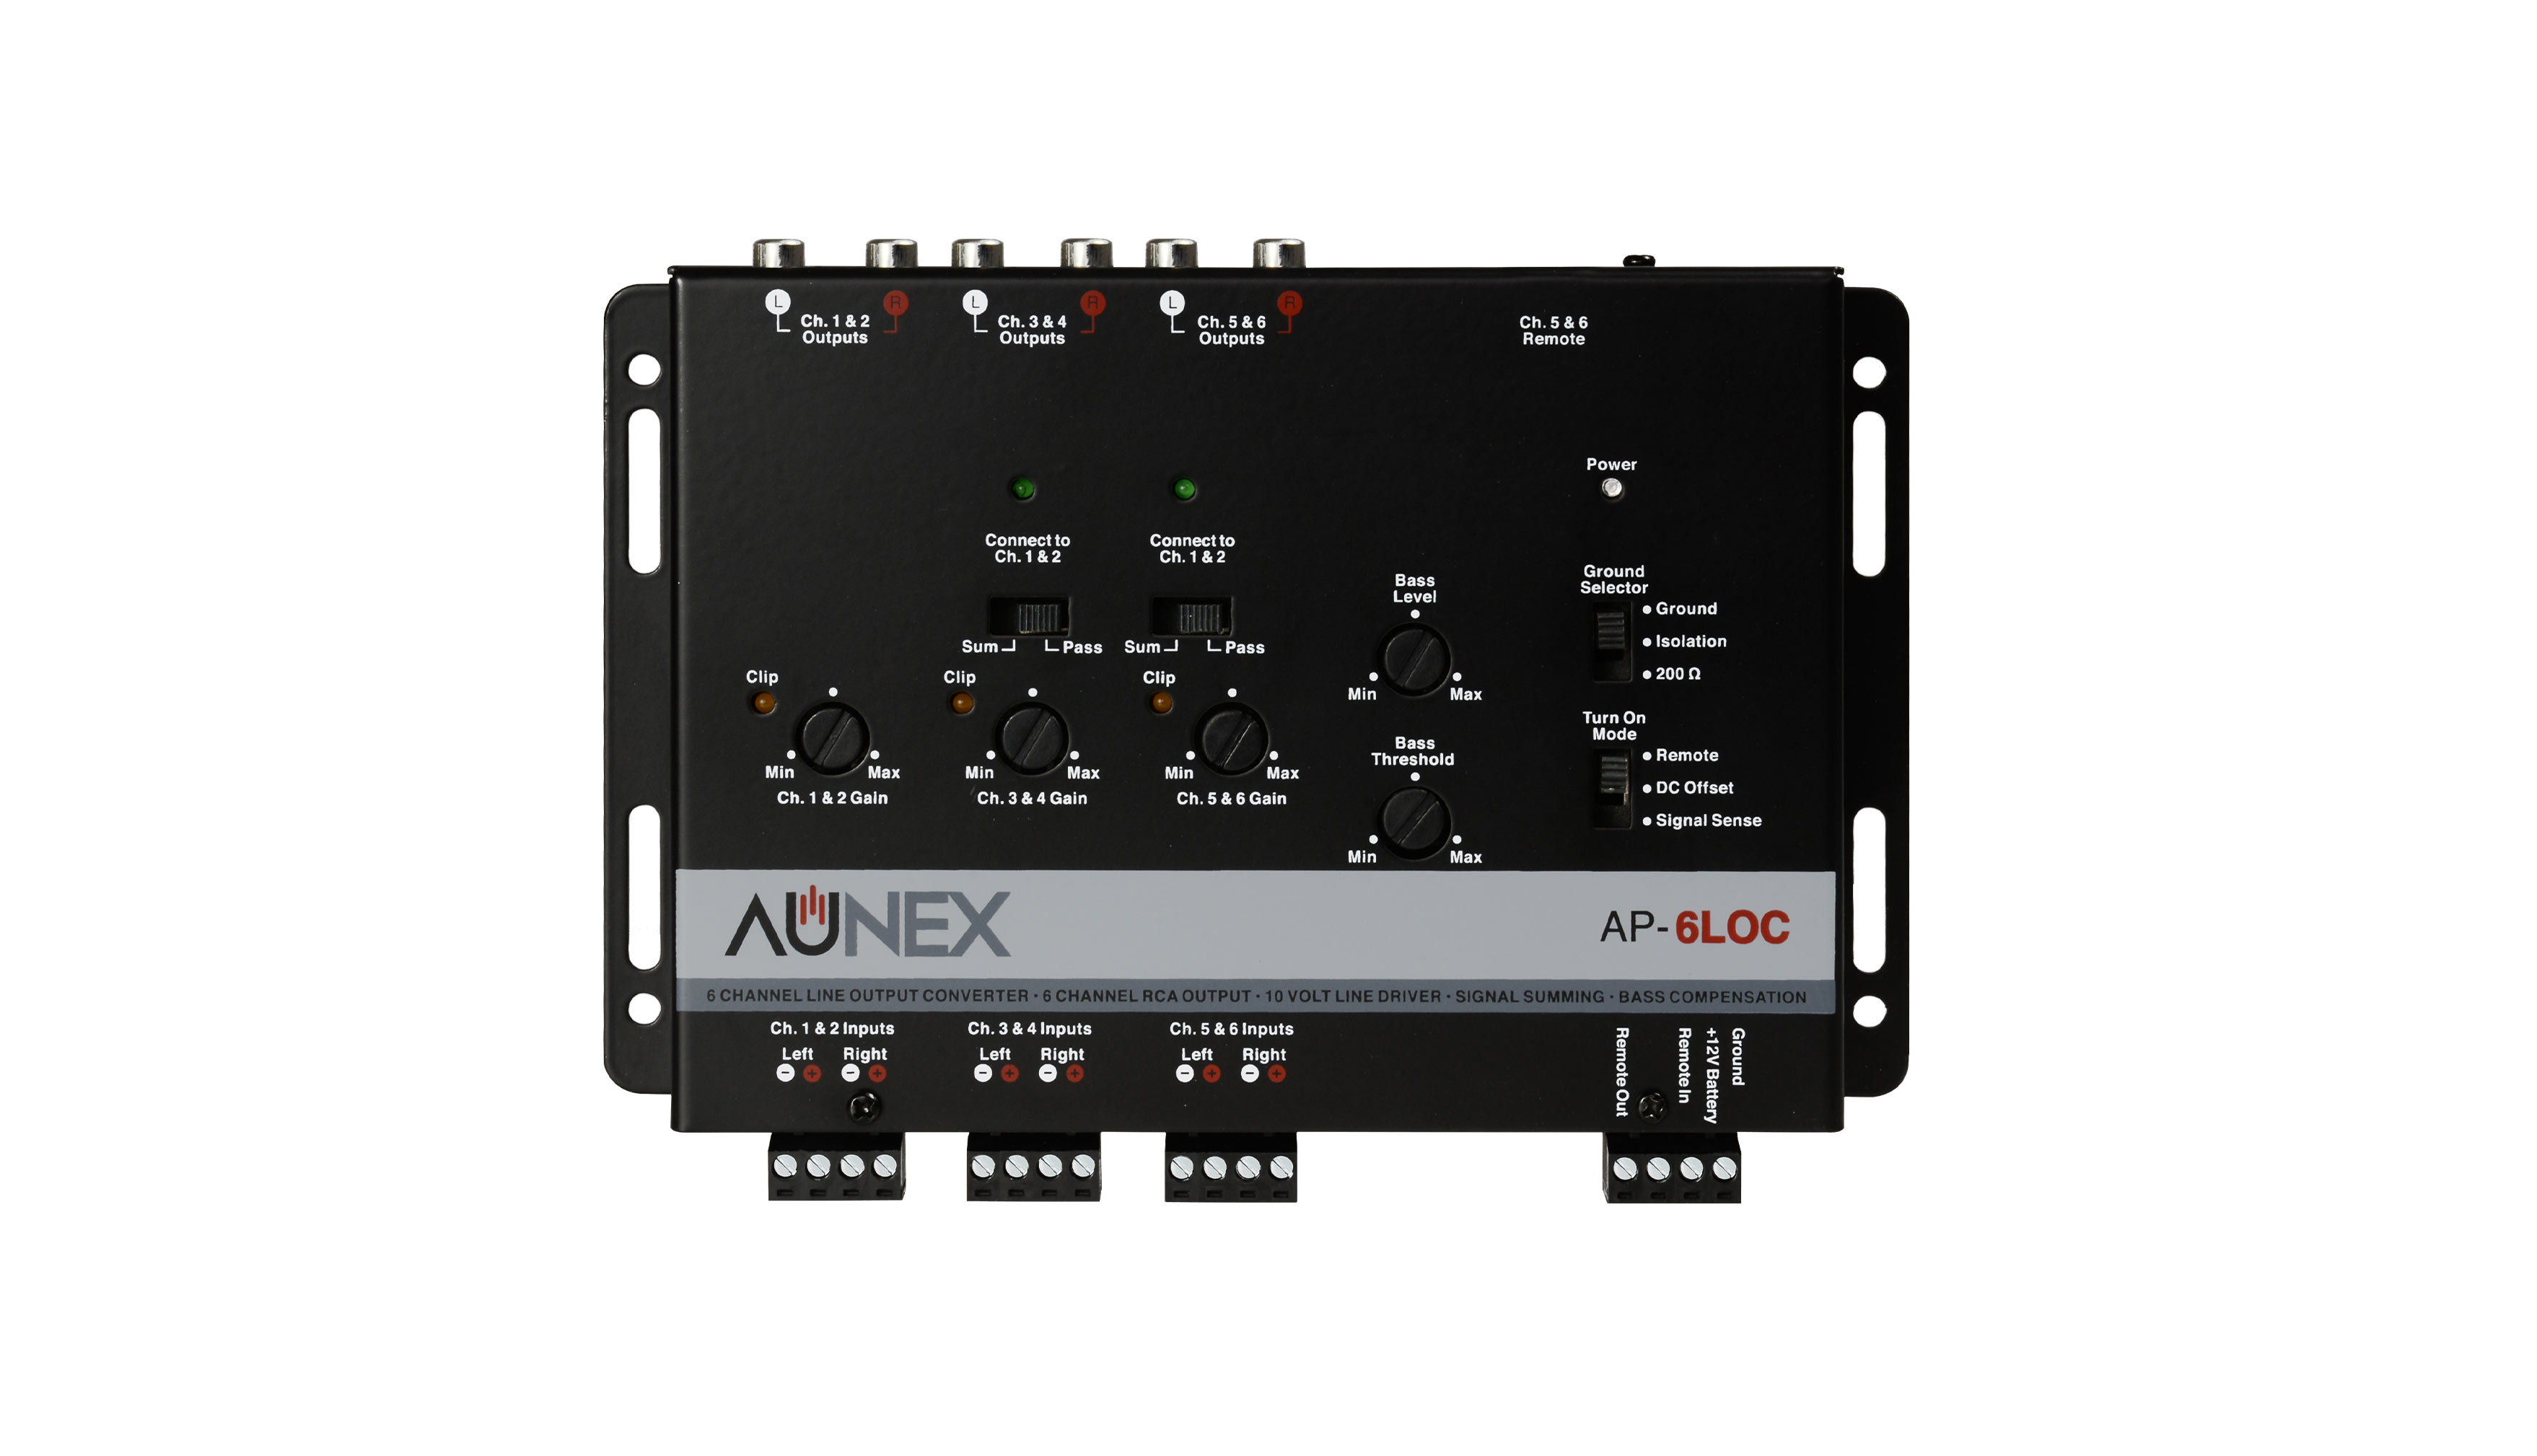 L Ch. 1 & 2 Outputs R
L Ch. 3 & 4 Outputs R
L Ch. 5 & 6 Outputs R
Ch. 5 & 6
Remote
Power
Connect to
Ch. 1 & 2
Sum Pass
Connect to
Ch. 1 & 2
Sum Pass
Clip
Min Max
Ch. 1 & 2 Gain
Clip
Min Max
Ch. 3 & 4 Gain
Clip
Min Max
Ch. 5 & 6 Gain
Bass
Level
Min Max
Bass
Threshold
Min Max
Ground
Selector
Ground
Isolation
200 Ω
Turn On
Mode
Remote
DC Offset
Signal Sense
AUNEX
AP-6LOC
6 CHANNEL LINE OUTPUT CONVERTER · 6 CHANNEL RCA OUTPUT · 10 VOLT LINE DRIVER · SIGNAL SUMMING · BASS COMPENSATION
Ch. 1 & 2 Inputs
Left Right
- + - +
Ch. 3 & 4 Inputs
Left Right
- + - +
Ch. 5 & 6 Inputs
Left Right
- + - +
Remote Out
Remote In
+12V Battery
Ground